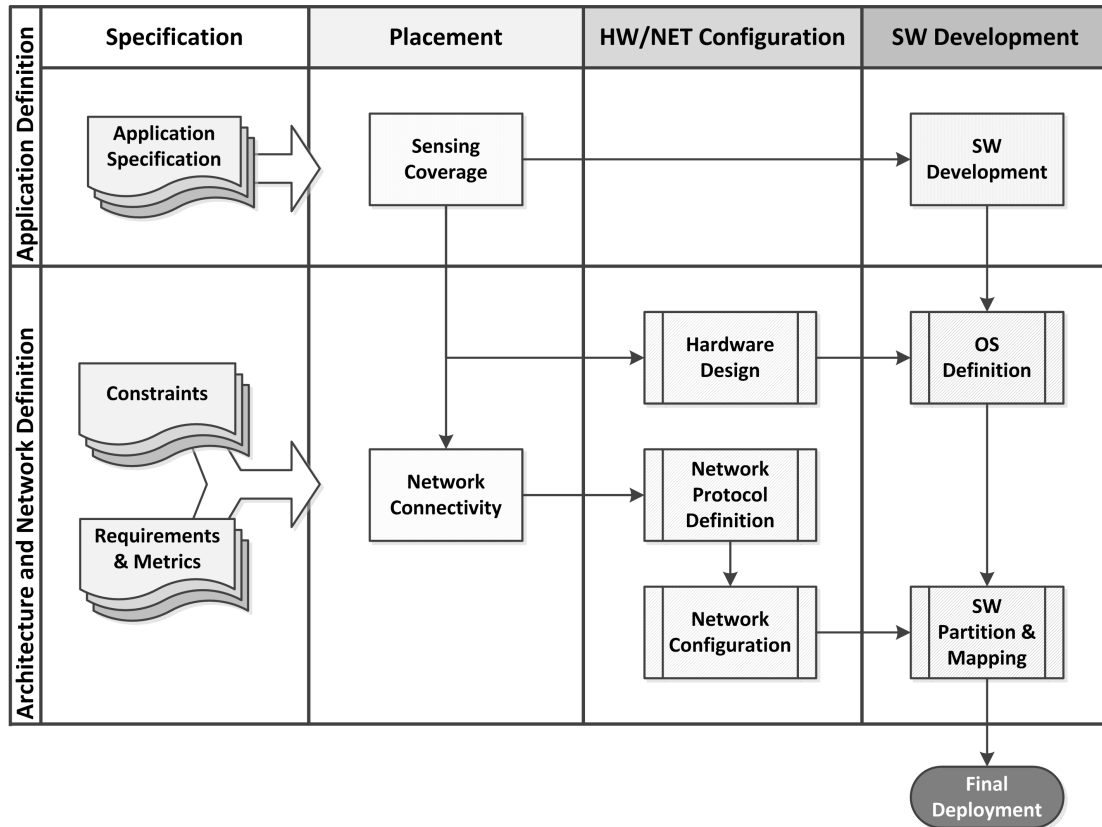 Specification
Placement
HW/NET Configuration
SW Development
Application Definition
Application
Specification
Sensing
Coverage
SW
Development
Architecture and Network Definition
Constraints
Requirements
& Metrics
Hardware
Design
OS
Definition
Network
Connectivity
Network
Protocol
Definition
Network
Configuration
SW
Partition &
Mapping
Final
Deployment